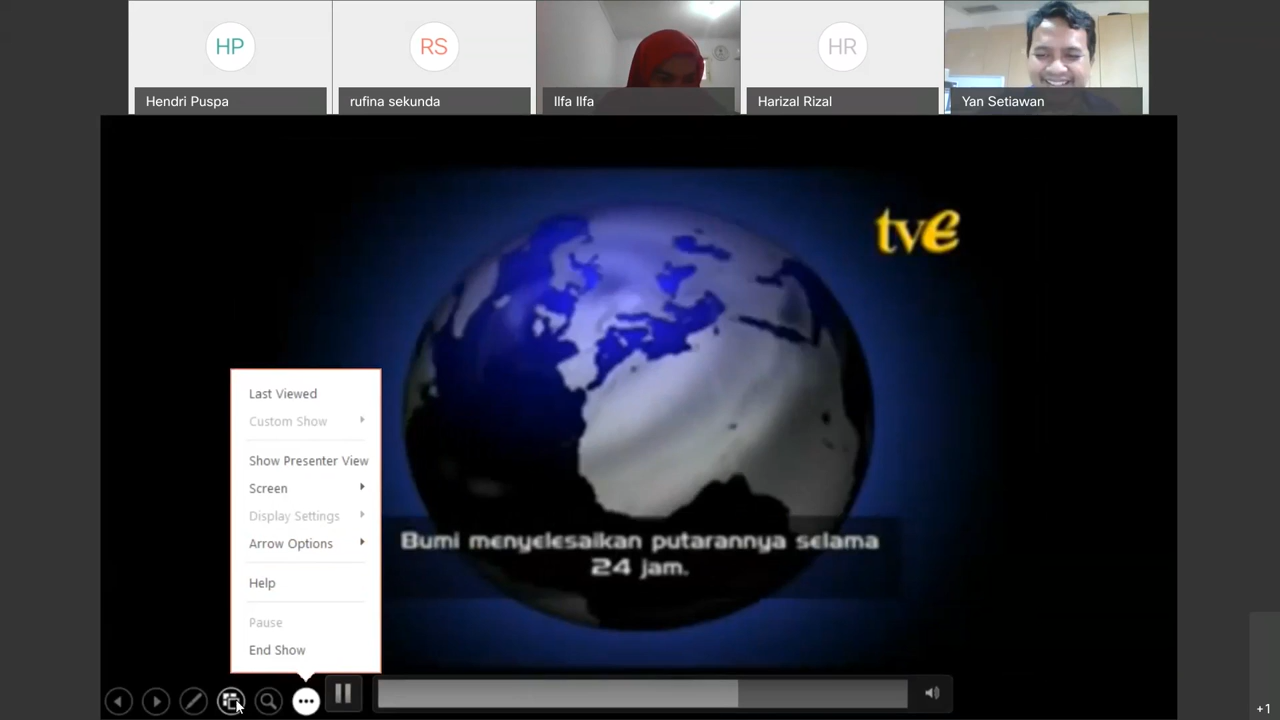 HP
RS
HR
Hendri Puspa
rufina sekunda
Ilfa Ilfa
Harizal Rizal
Yan Setiawan
tve
Last Viewed
Custom Show
Show Presenter View
Screen
Display Settings
Arrow Options
Help
Pause
End Show
Bumi menyelesaikan putarannya selama
24 jam.
+1